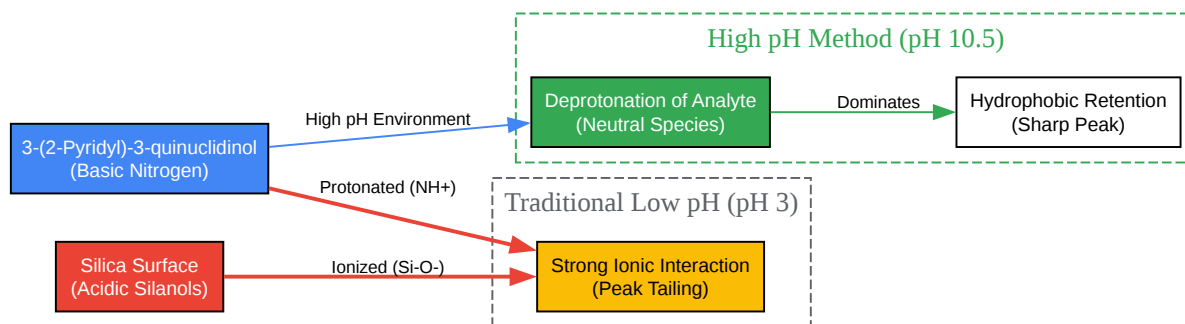 High pH Method (pH 10.5)
Deprotonation of Analyte
(Neutral Species)
Dominates
Hydrophobic Retention
(Sharp Peak)
High pH Environment
3-(2-Pyridyl)-3-quinuclidinol
(Basic Nitrogen)
Protonated (NH+)
Traditional Low pH (pH 3)
Silica Surface
(Acidic Silanols)
Ionized (Si-O-)
Strong Ionic Interaction
(Peak Tailing)